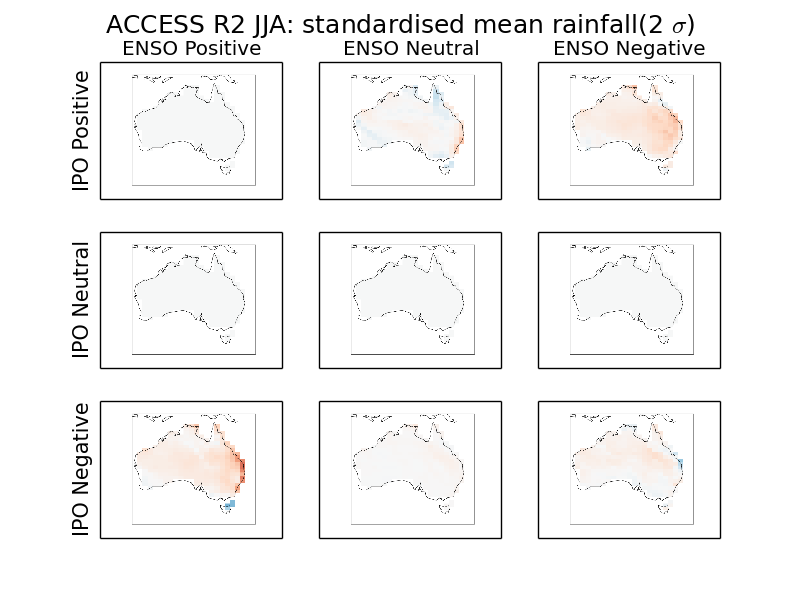 ACCESS R2 JJA: standardised mean rainfall(2 σ)
ENSO Positive ENSO Neutral ENSO Negative
IPO Positive
IPO Neutral
IPO Negative